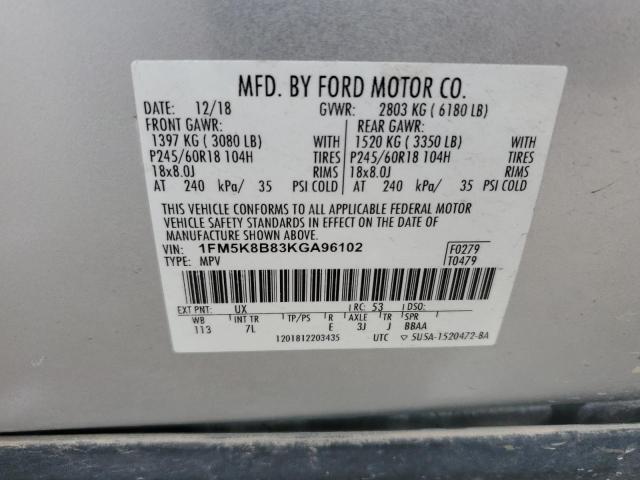 MFD. BY FORD MOTOR CO.
DATE: 12/18 GVWR: 2803 KG ( 6180 LB)
FRONT GAWR: REAR GAWR:
1397 KG ( 3080 LB) WITH 1520 KG ( 3350 LB) WITH
P245/60R18 104H TIRES P245/60R18 104H TIRES
18x8.0J RIMS 18x8.0J RIMS
AT 240 kPa/ 35 PSI COLD AT 240 kPa/ 35 PSI COLD
THIS VEHICLE CONFORMS TO ALL APPLICABLE FEDERAL MOTOR
VEHICLE SAFETY STANDARDS IN EFFECT ON THE DATE OF
MANUFACTURE SHOWN ABOVE.
VIN: 1FM5K8B83KGA96102 F0279
TYPE: MPV T0479
EXT PNT: UX RC: 53 DSO:
WB INT TR TP/PS R AXLE TR SPR
113 7L E 3J J BBAA
1201812203435 UTC ▽ 5U5A-1520472-BA